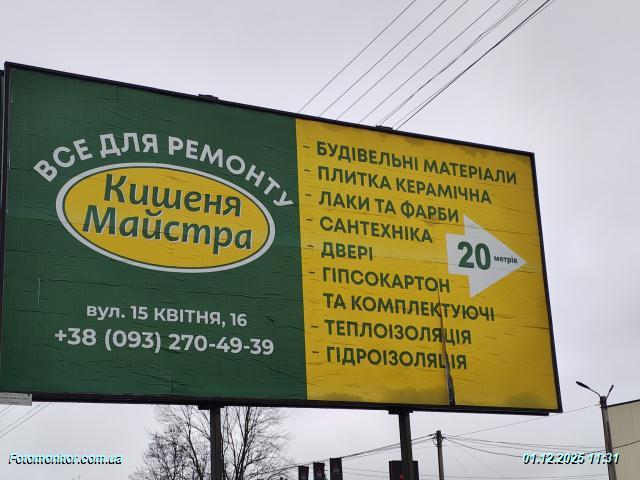 ВСЕ ДЛЯ РЕМОНТУ
Кишеня
Майстра
вул. 15 КВІТНЯ, 16
+38 (093) 270-49-39
- БУДІВЕЛЬНІ МАТЕРІАЛИ
- ПЛИТКА КЕРАМІЧНА
- ЛАКИ ТА ФАРБИ
- САНТЕХНІКА
- ДВЕРІ
- ГІПСОКАРТОН
ТА КОМПЛЕКТУЮЧІ
- ТЕПЛОІЗОЛЯЦІЯ
- ГІДРОІЗОЛЯЦІЯ
20 метрів
Fotomonitor.com.ua
01.12.2025 11:31